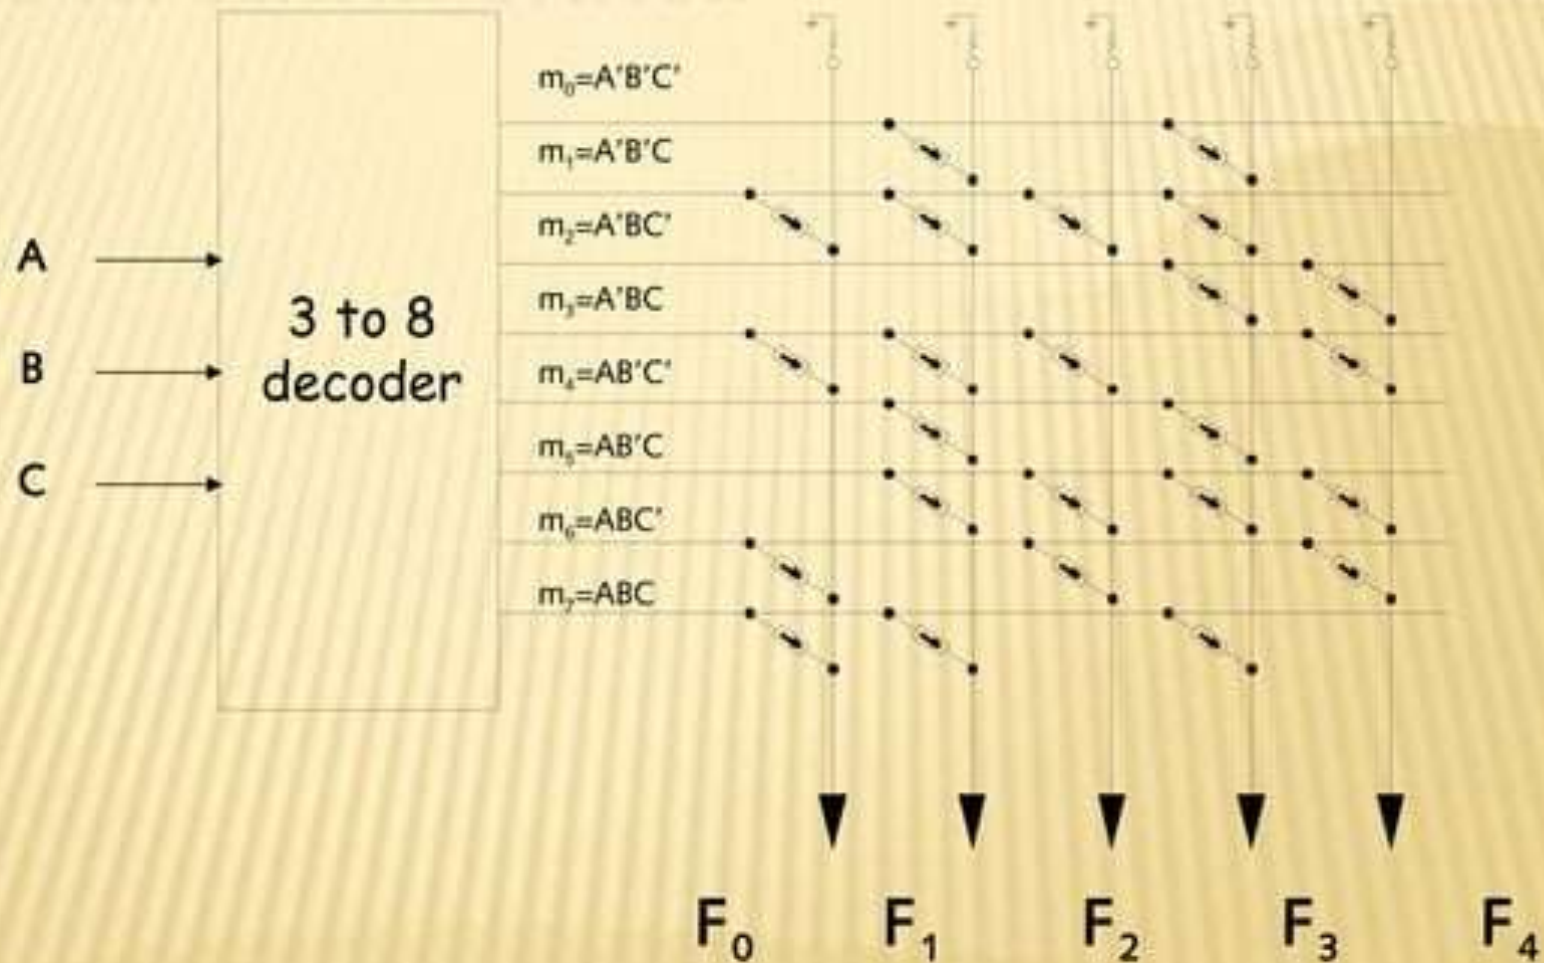 m₀=A'B'C'
m₁=A'B'C
m₂=A'BC'
A
m₃=A'BC
3 to 8
decoder
B
m₄=AB'C'
m₅=AB'C
C
m₆=ABC'
m₇=ABC
F₀ F₁ F₂ F₃ F₄